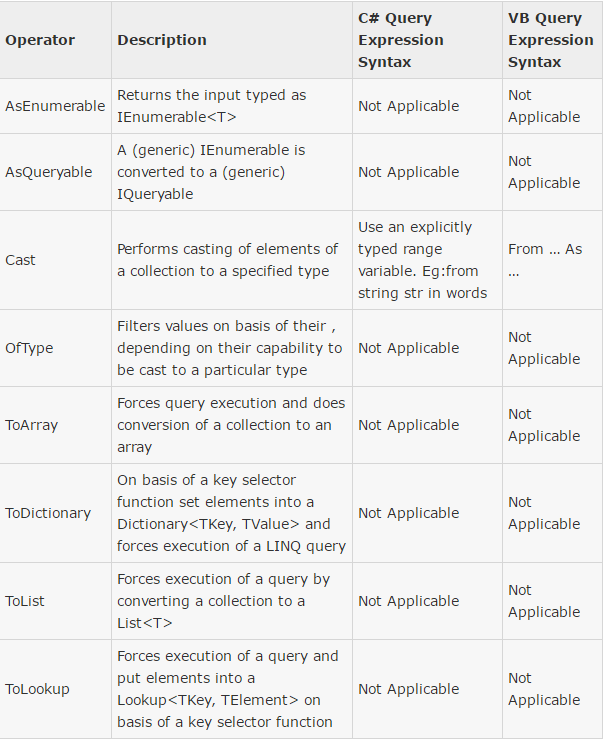 Operator
Description
C# Query
Expression
Syntax
VB Query
Expression
Syntax
AsEnumerable
Returns the input typed as
IEnumerable<T>
Not Applicable
Not
Applicable
AsQueryable
A (generic) IEnumerable is
converted to a (generic)
IQueryable
Not Applicable
Not
Applicable
Cast
Performs casting of elements of
a collection to a specified type
Use an explicitly
typed range
variable. Eg:from
string str in words
From … As
…
OfType
Filters values on basis of their ,
depending on their capability to
be cast to a particular type
Not Applicable
Not
Applicable
ToArray
Forces query execution and does
conversion of a collection to an
array
Not Applicable
Not
Applicable
ToDictionary
On basis of a key selector
function set elements into a
Dictionary<TKey, TValue> and
forces execution of a LINQ query
Not Applicable
Not
Applicable
ToList
Forces execution of a query by
converting a collection to a
List<T>
Not Applicable
Not
Applicable
ToLookup
Forces execution of a query and
put elements into a
Lookup<TKey, TElement> on
basis of a key selector function
Not Applicable
Not
Applicable